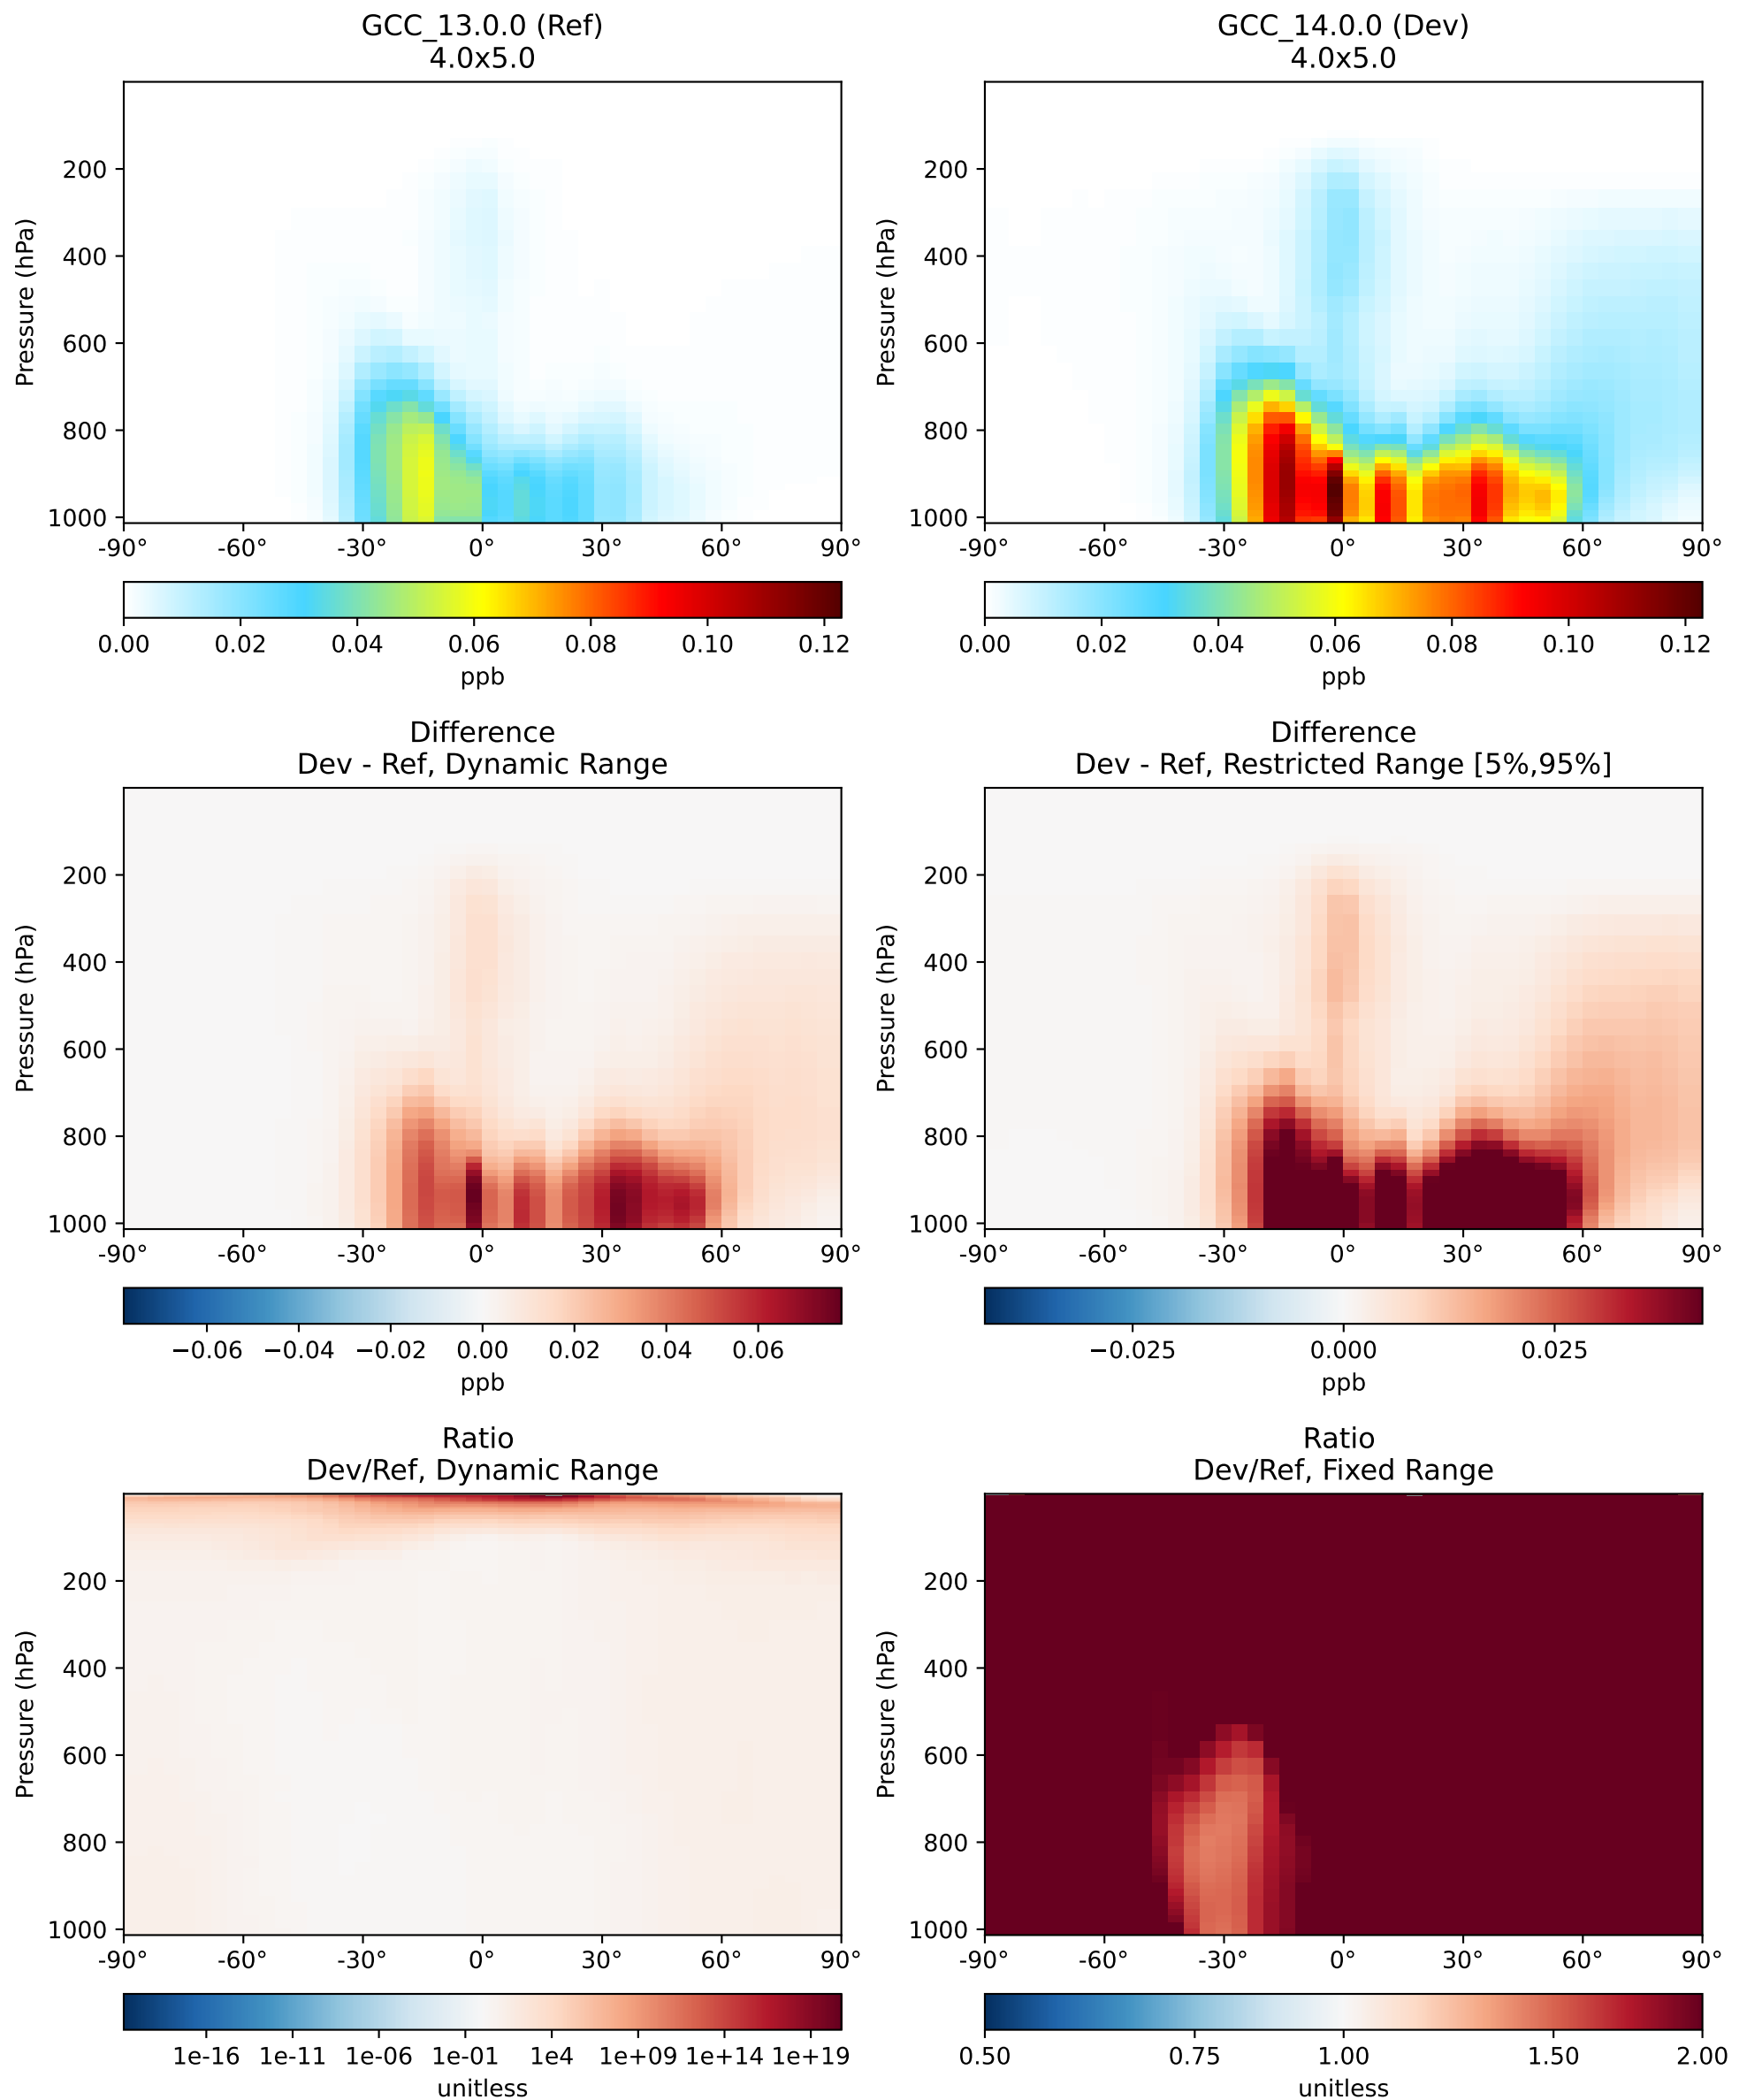 GCC_13.0.0 (Ref)
4.0x5.0
Pressure (hPa)
200
400
600
800
1000
-90° -60° -30° 0° 30° 60° 90°
0.00 0.02 0.04 0.06 0.08 0.10 0.12
ppb
GCC_14.0.0 (Dev)
4.0x5.0
Pressure (hPa)
200
400
600
800
1000
-90° -60° -30° 0° 30° 60° 90°
0.00 0.02 0.04 0.06 0.08 0.10 0.12
ppb
Difference
Dev - Ref, Dynamic Range
Pressure (hPa)
200
400
600
800
1000
-90° -60° -30° 0° 30° 60° 90°
−0.06 −0.04 −0.02 0.00 0.02 0.04 0.06
ppb
Difference
Dev - Ref, Restricted Range [5%,95%]
Pressure (hPa)
200
400
600
800
1000
-90° -60° -30° 0° 30° 60° 90°
−0.025 0.000 0.025
ppb
Ratio
Dev/Ref, Dynamic Range
Pressure (hPa)
200
400
600
800
1000
-90° -60° -30° 0° 30° 60° 90°
1e-16 1e-11 1e-06 1e-01 1e4 1e+09 1e+14 1e+19
unitless
Ratio
Dev/Ref, Fixed Range
Pressure (hPa)
200
400
600
800
1000
-90° -60° -30° 0° 30° 60° 90°
0.50 0.75 1.00 1.50 2.00
unitless